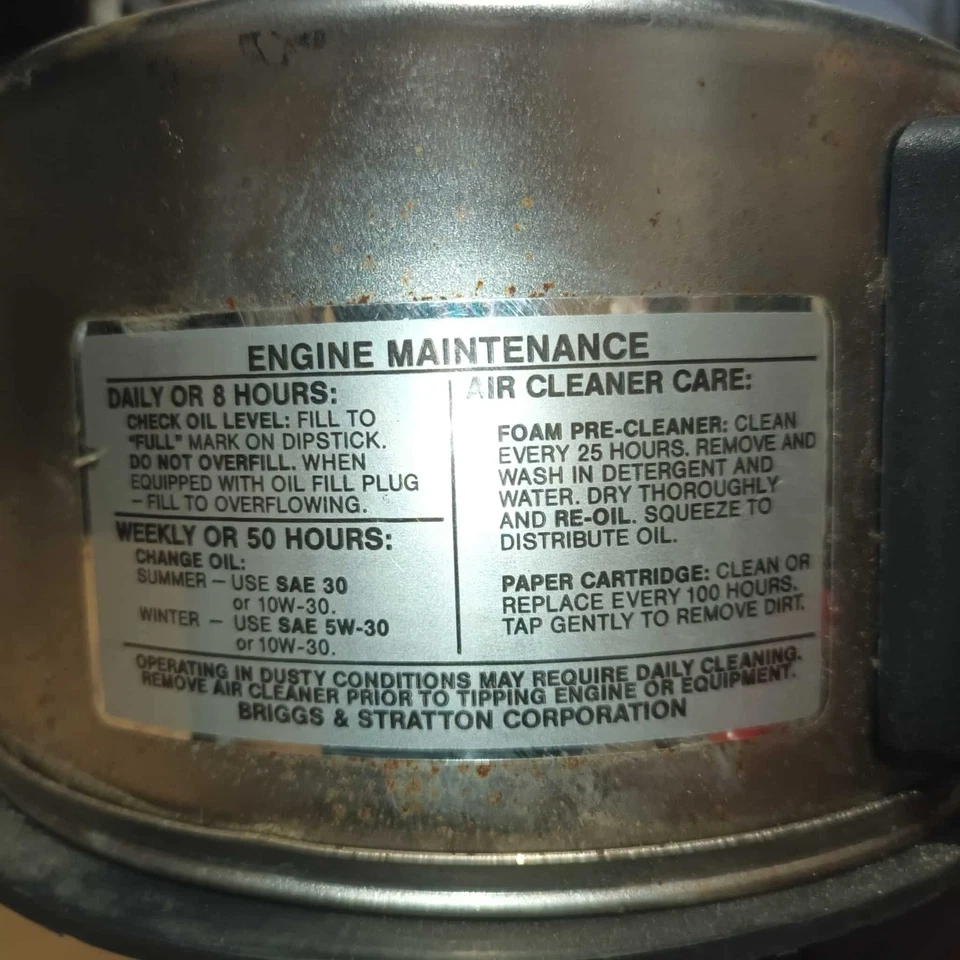 ENGINE MAINTENANCE
DAILY OR 8 HOURS:
CHECK OIL LEVEL: FILL TO
"FULL" MARK ON DIPSTICK.
DO NOT OVERFILL. WHEN
EQUIPPED WITH OIL FILL PLUG
– FILL TO OVERFLOWING.
WEEKLY OR 50 HOURS:
CHANGE OIL:
SUMMER – USE SAE 30
or 10W-30.
WINTER – USE SAE 5W-30
or 10W-30.
AIR CLEANER CARE:
FOAM PRE-CLEANER: CLEAN
EVERY 25 HOURS. REMOVE AND
WASH IN DETERGENT AND
WATER. DRY THOROUGHLY
AND RE-OIL. SQUEEZE TO
DISTRIBUTE OIL.
PAPER CARTRIDGE: CLEAN OR
REPLACE EVERY 100 HOURS.
TAP GENTLY TO REMOVE DIRT.
OPERATING IN DUSTY CONDITIONS MAY REQUIRE DAILY CLEANING.
REMOVE AIR CLEANER PRIOR TO TIPPING ENGINE OR EQUIPMENT.
BRIGGS & STRATTON CORPORATION